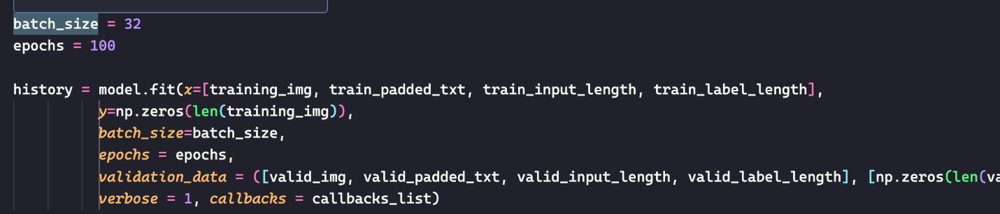 batch_size = 32
epochs = 100
history = model.fit(x=[training_img, train_padded_txt, train_input_length, train_label_length],
y=np.zeros(len(training_img)),
batch_size=batch_size,
epochs = epochs,
validation_data = ([valid_img, valid_padded_txt, valid_input_length, valid_label_length], [np.zeros(len(va
verbose = 1, callbacks = callbacks_list)